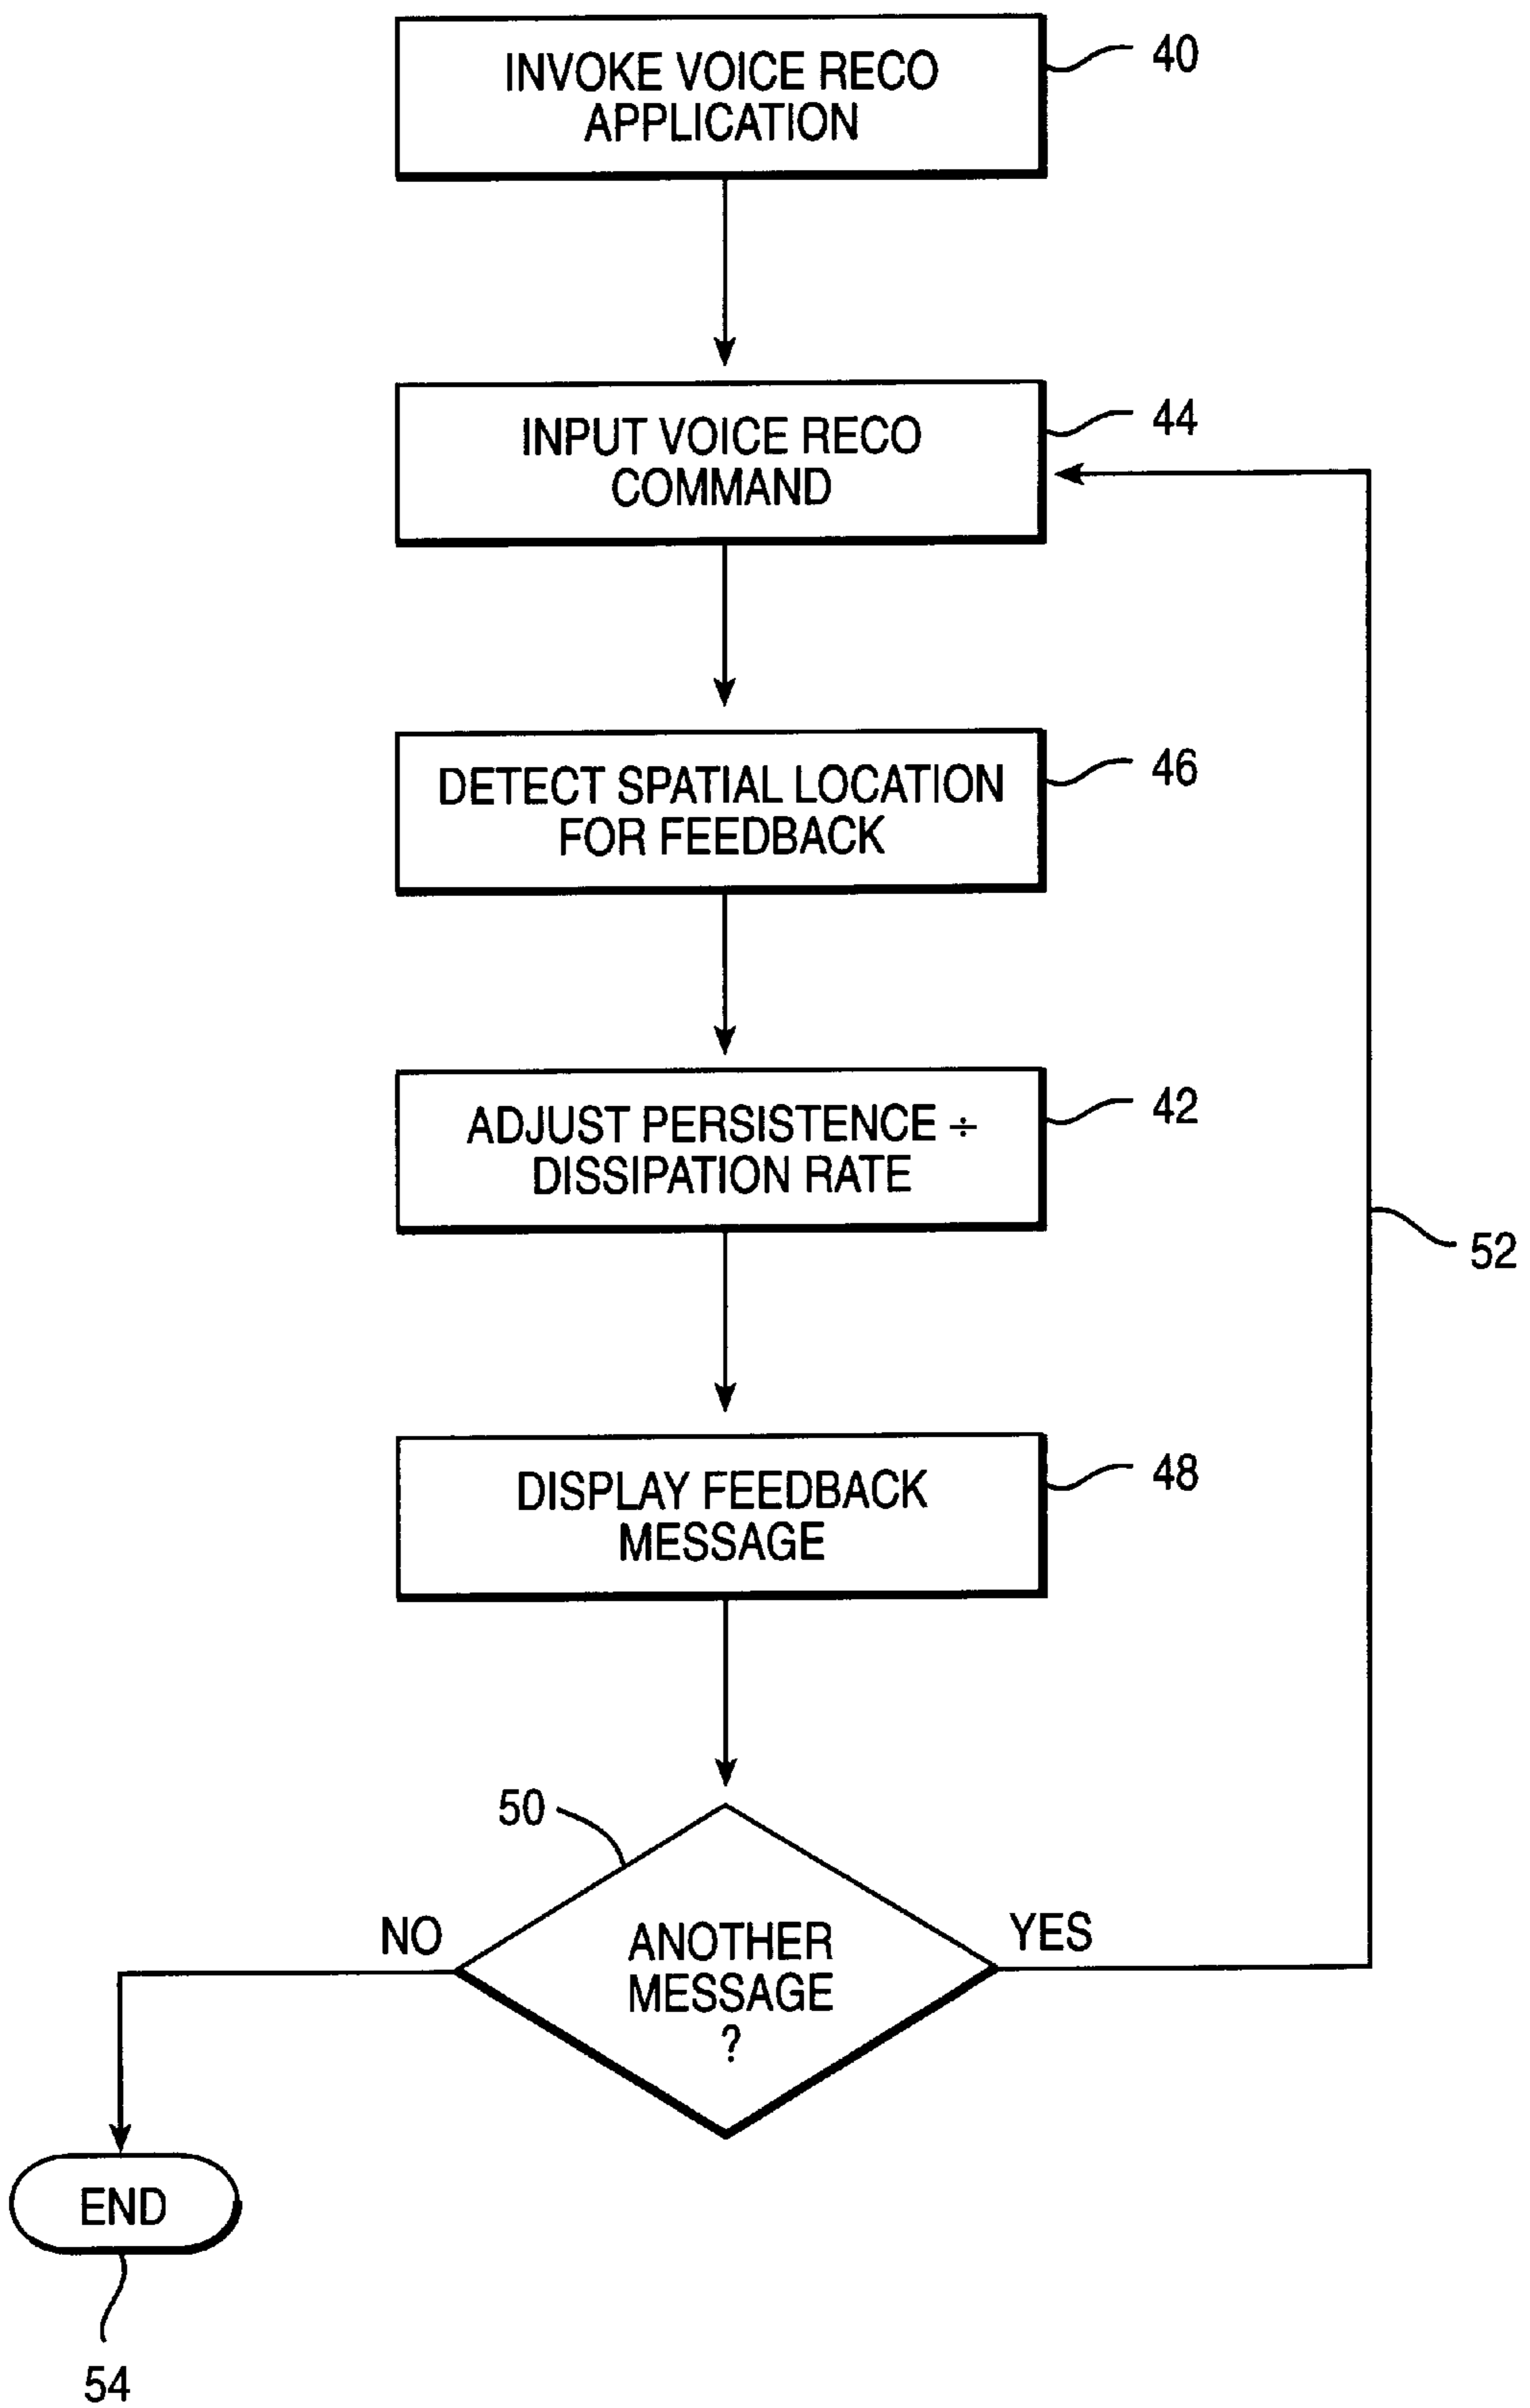 INVOKE VOICE RECO
APPLICATION
40
INPUT VOICE RECO
COMMAND
44
DETECT SPATIAL LOCATION
FOR FEEDBACK
46
ADJUST PERSISTENCE ÷
DISSIPATION RATE
42
52
DISPLAY FEEDBACK
MESSAGE
48
50
NO
ANOTHER
MESSAGE
?
YES
END
54